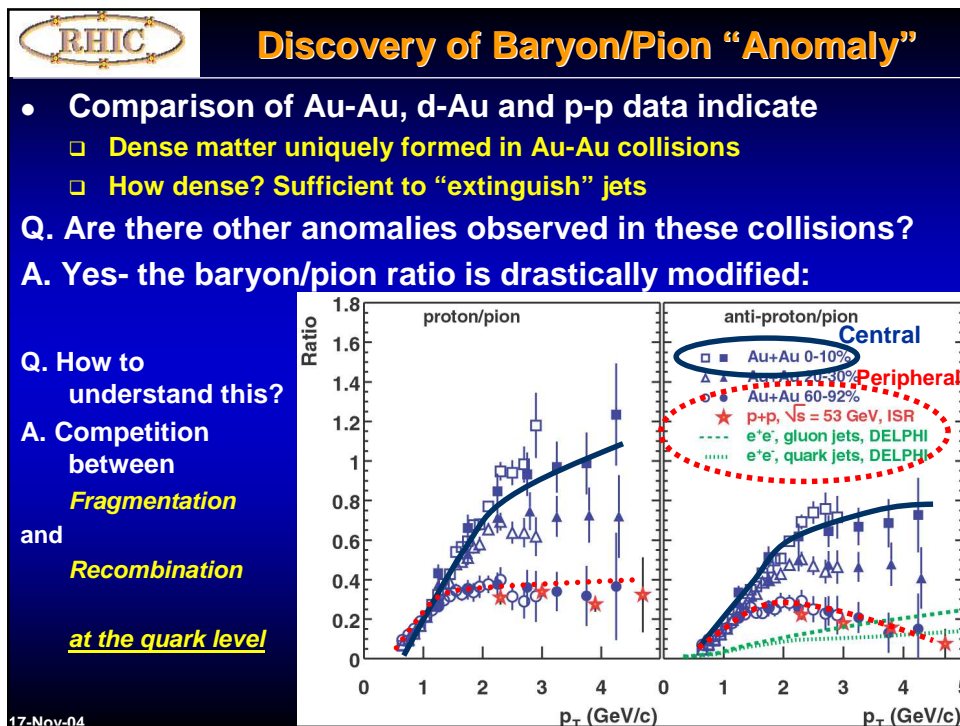 RHIC
Discovery of Baryon/Pion “Anomaly”
● Comparison of Au-Au, d-Au and p-p data indicate
❑ Dense matter uniquely formed in Au-Au collisions
❑ How dense? Sufficient to “extinguish” jets
Q. Are there other anomalies observed in these collisions?
A. Yes- the baryon/pion ratio is drastically modified:
Q. How to
understand this?
A. Competition
between
Fragmentation
and
Recombination
at the quark level
17-Nov-04
Ratio
1.8
1.6
1.4
1.2
1
0.8
0.6
0.4
0.2
0
proton/pion
0 1 2 3 4
p_T (GeV/c)
anti-proton/pion
Central
Au+Au 0-10%
Au+Au 20-30%
Peripheral
Au+Au 60-92%
p+p, √s = 53 GeV, ISR
e⁺e⁻, gluon jets, DELPHI
e⁺e⁻, quark jets, DELPHI
0 1 2 3 4 5
p_T (GeV/c)